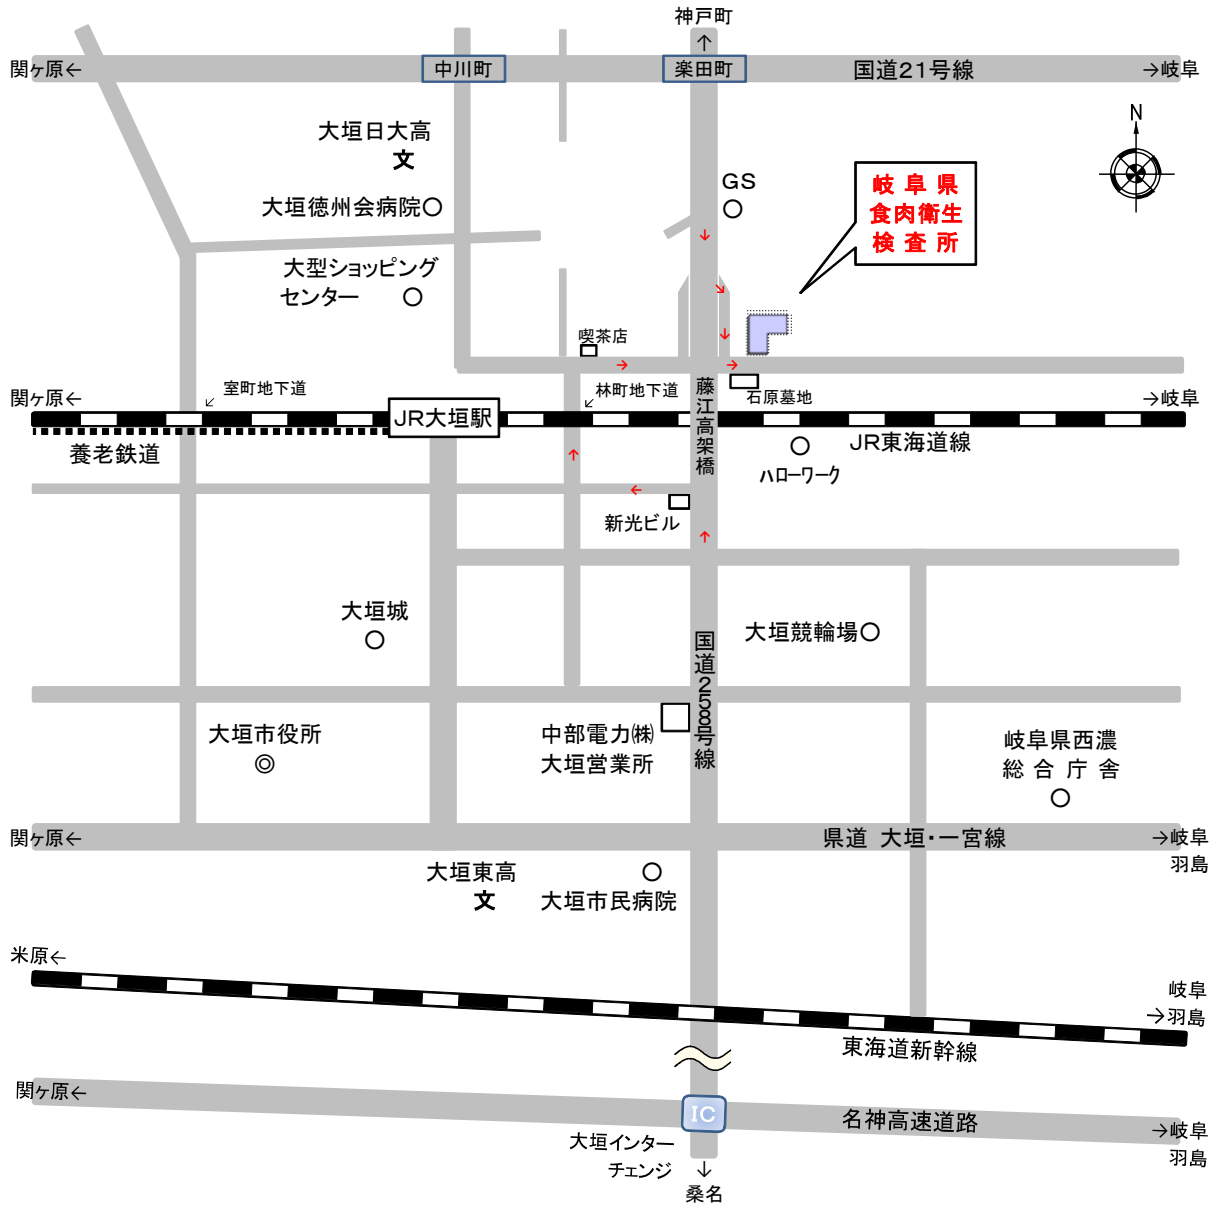 神戸町
↑
関ヶ原←
中川町
楽田町
国道21号線
→岐阜
N
大垣日大高
文
GS
岐阜県
食肉衛生
検査所
大垣徳州会病院○
大型ショッピング
センター ○
喫茶店
室町地下道
林町地下道
石原墓地
関ヶ原←
→岐阜
JR大垣駅
藤江高架橋
JR東海道線
養老鉄道
ハローワーク
新光ビル
大垣城
大垣競輪場○
国道258号線
大垣市役所
◎
中部電力㈱
大垣営業所
岐阜県西濃
総合庁舎
関ヶ原←
県道 大垣・一宮線
→岐阜
羽島
大垣東高
文
大垣市民病院
米原←
岐阜
→羽島
東海道新幹線
関ヶ原←
IC
名神高速道路
→岐阜
羽島
大垣インター
チェンジ
↓
桑名